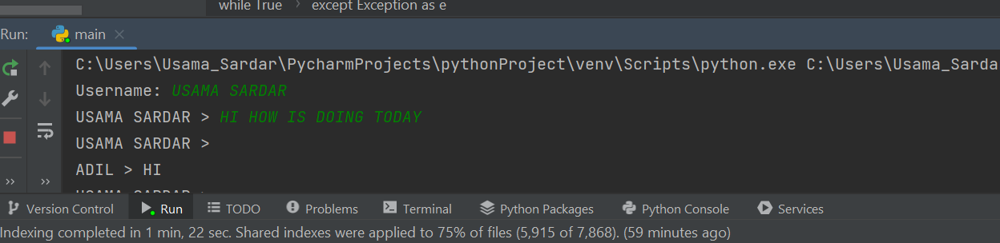 while True > except Exception as e
Run: main ×
C:\Users\Usama_Sardar\PycharmProjects\pythonProject\venv\Scripts\python.exe C:\Users\Usama_Sarda
Username: USAMA SARDAR
USAMA SARDAR > HI HOW IS DOING TODAY
USAMA SARDAR >
ADIL > HI
Version Control Run TODO Problems Terminal Python Packages Python Console Services
Indexing completed in 1 min, 22 sec. Shared indexes were applied to 75% of files (5,915 of 7,868). (59 minutes ago)